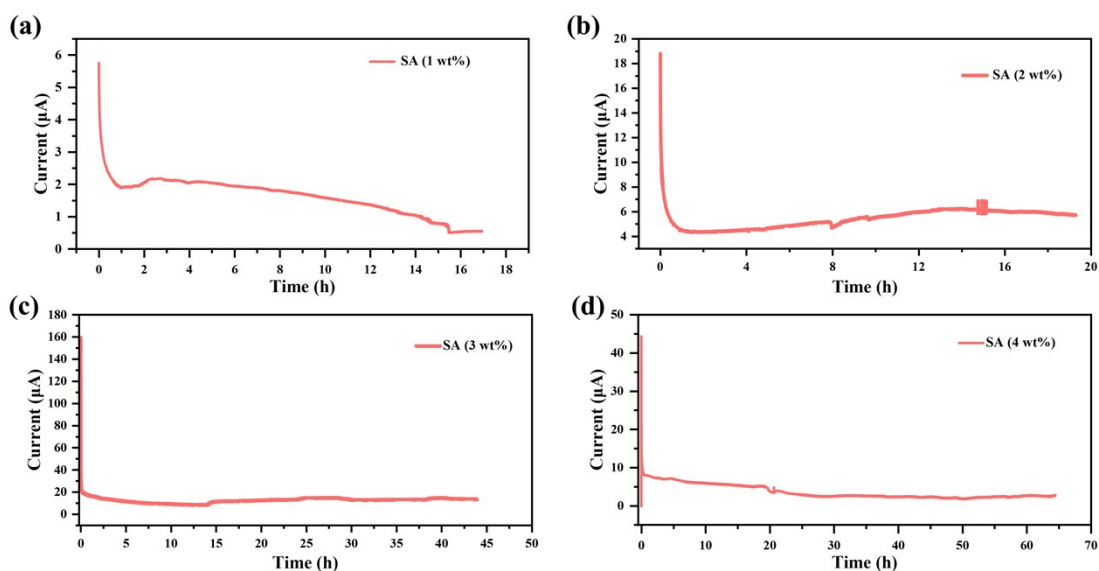 (a)
SA (1 wt%)
Current (μA)
6
5
4
3
2
1
0
0 2 4 6 8 10 12 14 16 18
Time (h)
(b)
SA (2 wt%)
Current (μA)
20
18
16
14
12
10
8
6
4
0 4 8 12 16 20
Time (h)
(c)
SA (3 wt%)
Current (μA)
180
160
140
120
100
80
60
40
20
0
0 5 10 15 20 25 30 35 40 45 50
Time (h)
(d)
SA (4 wt%)
Current (μA)
50
40
30
20
10
0
0 10 20 30 40 50 60 70
Time (h)